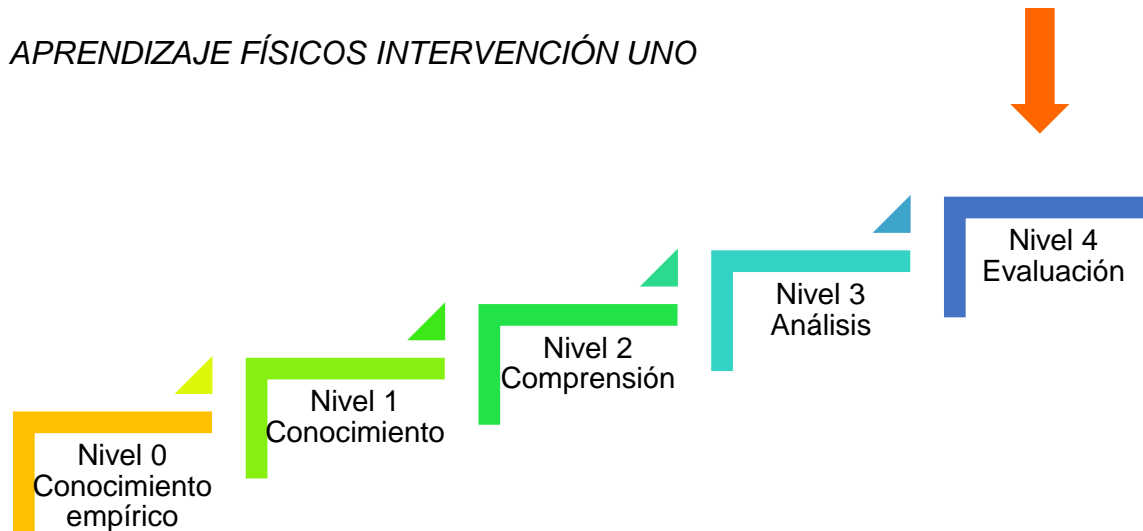 APRENDIZAJE FÍSICOS INTERVENCIÓN UNO
Nivel 0
Conocimiento
empírico
Nivel 1
Conocimiento
Nivel 2
Comprensión
Nivel 3
Análisis
Nivel 4
Evaluación